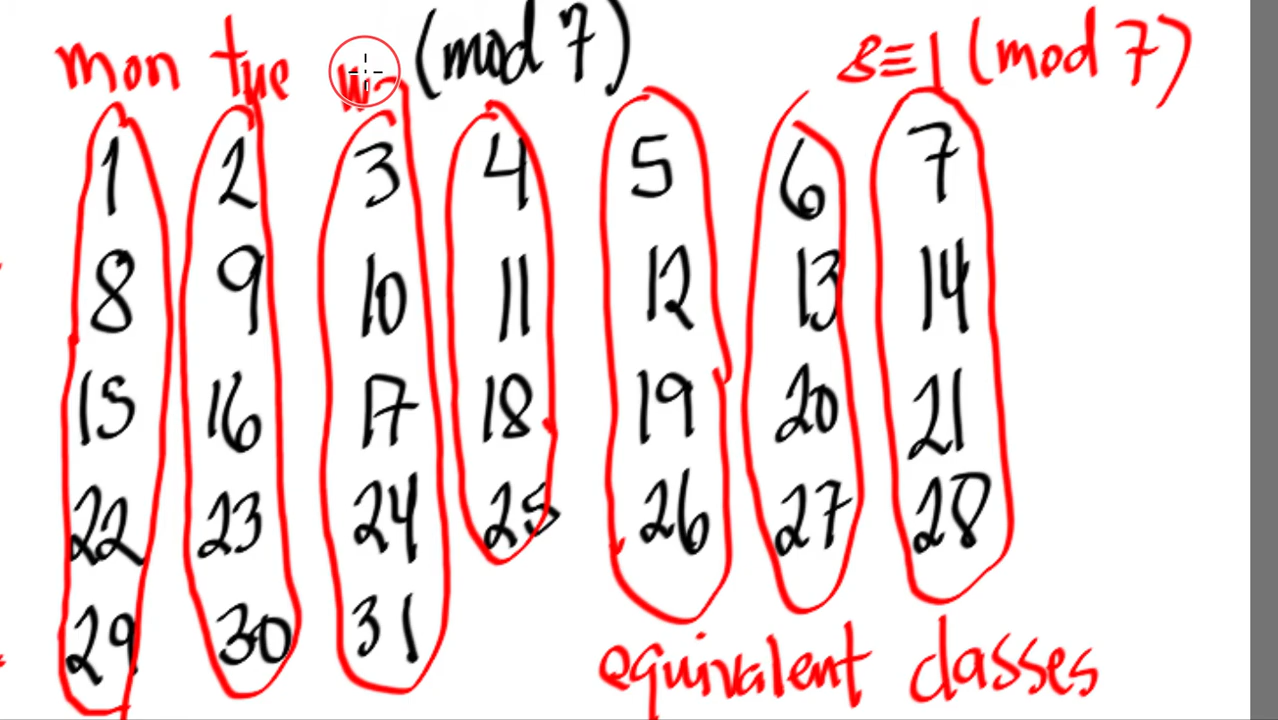 mon tue (mod 7) 8≡1 (mod 7)
1 2 3 4 5 6 7
8 9 10 11 12 13 14
15 16 17 18 19 20 21
22 23 24 25 26 27 28
29 30 31
equivalent classes